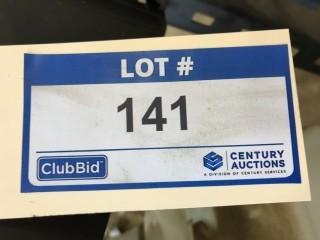 LOT #
141
ClubBid
CENTURY
AUCTIONS
A DIVISION OF CENTURY SERVICES